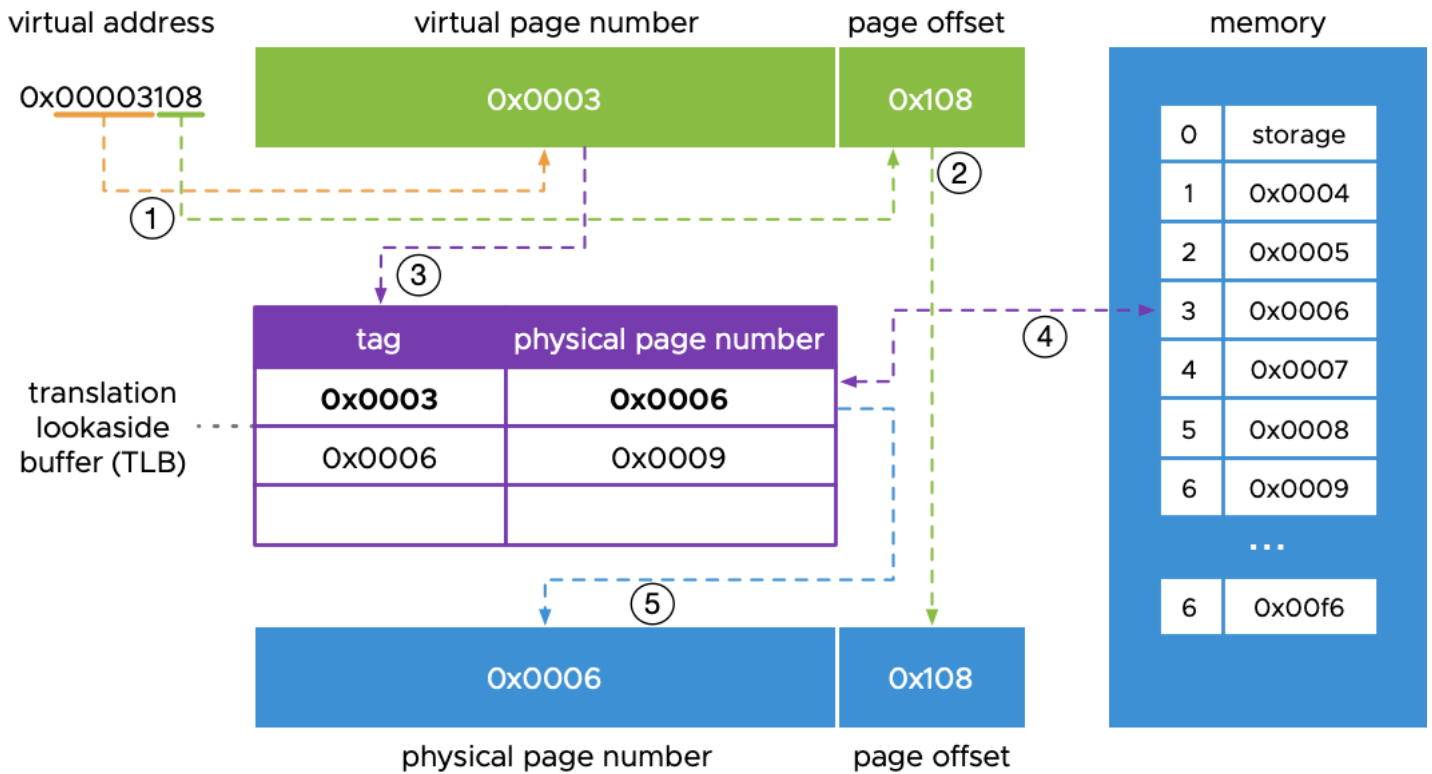 virtual address
virtual page number
page offset
memory
0x00003108
0x0003
0x108
1
2
3
tag
physical page number
0x0003
0x0006
0x0006
0x0009
translation
lookaside
buffer (TLB)
4
0 storage
1 0x0004
2 0x0005
3 0x0006
4 0x0007
5 0x0008
6 0x0009
...
6 0x00f6
5
0x0006
0x108
physical page number
page offset